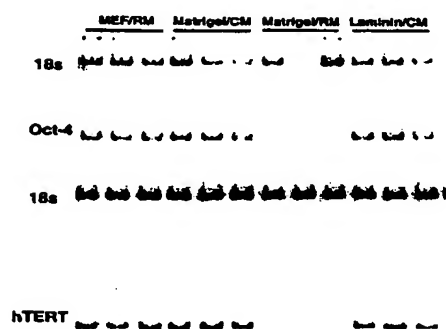 MEF/RM Matrigel/CM Matrigel/RM Laminin/CM
18s
Oct-4
18s
hTERT